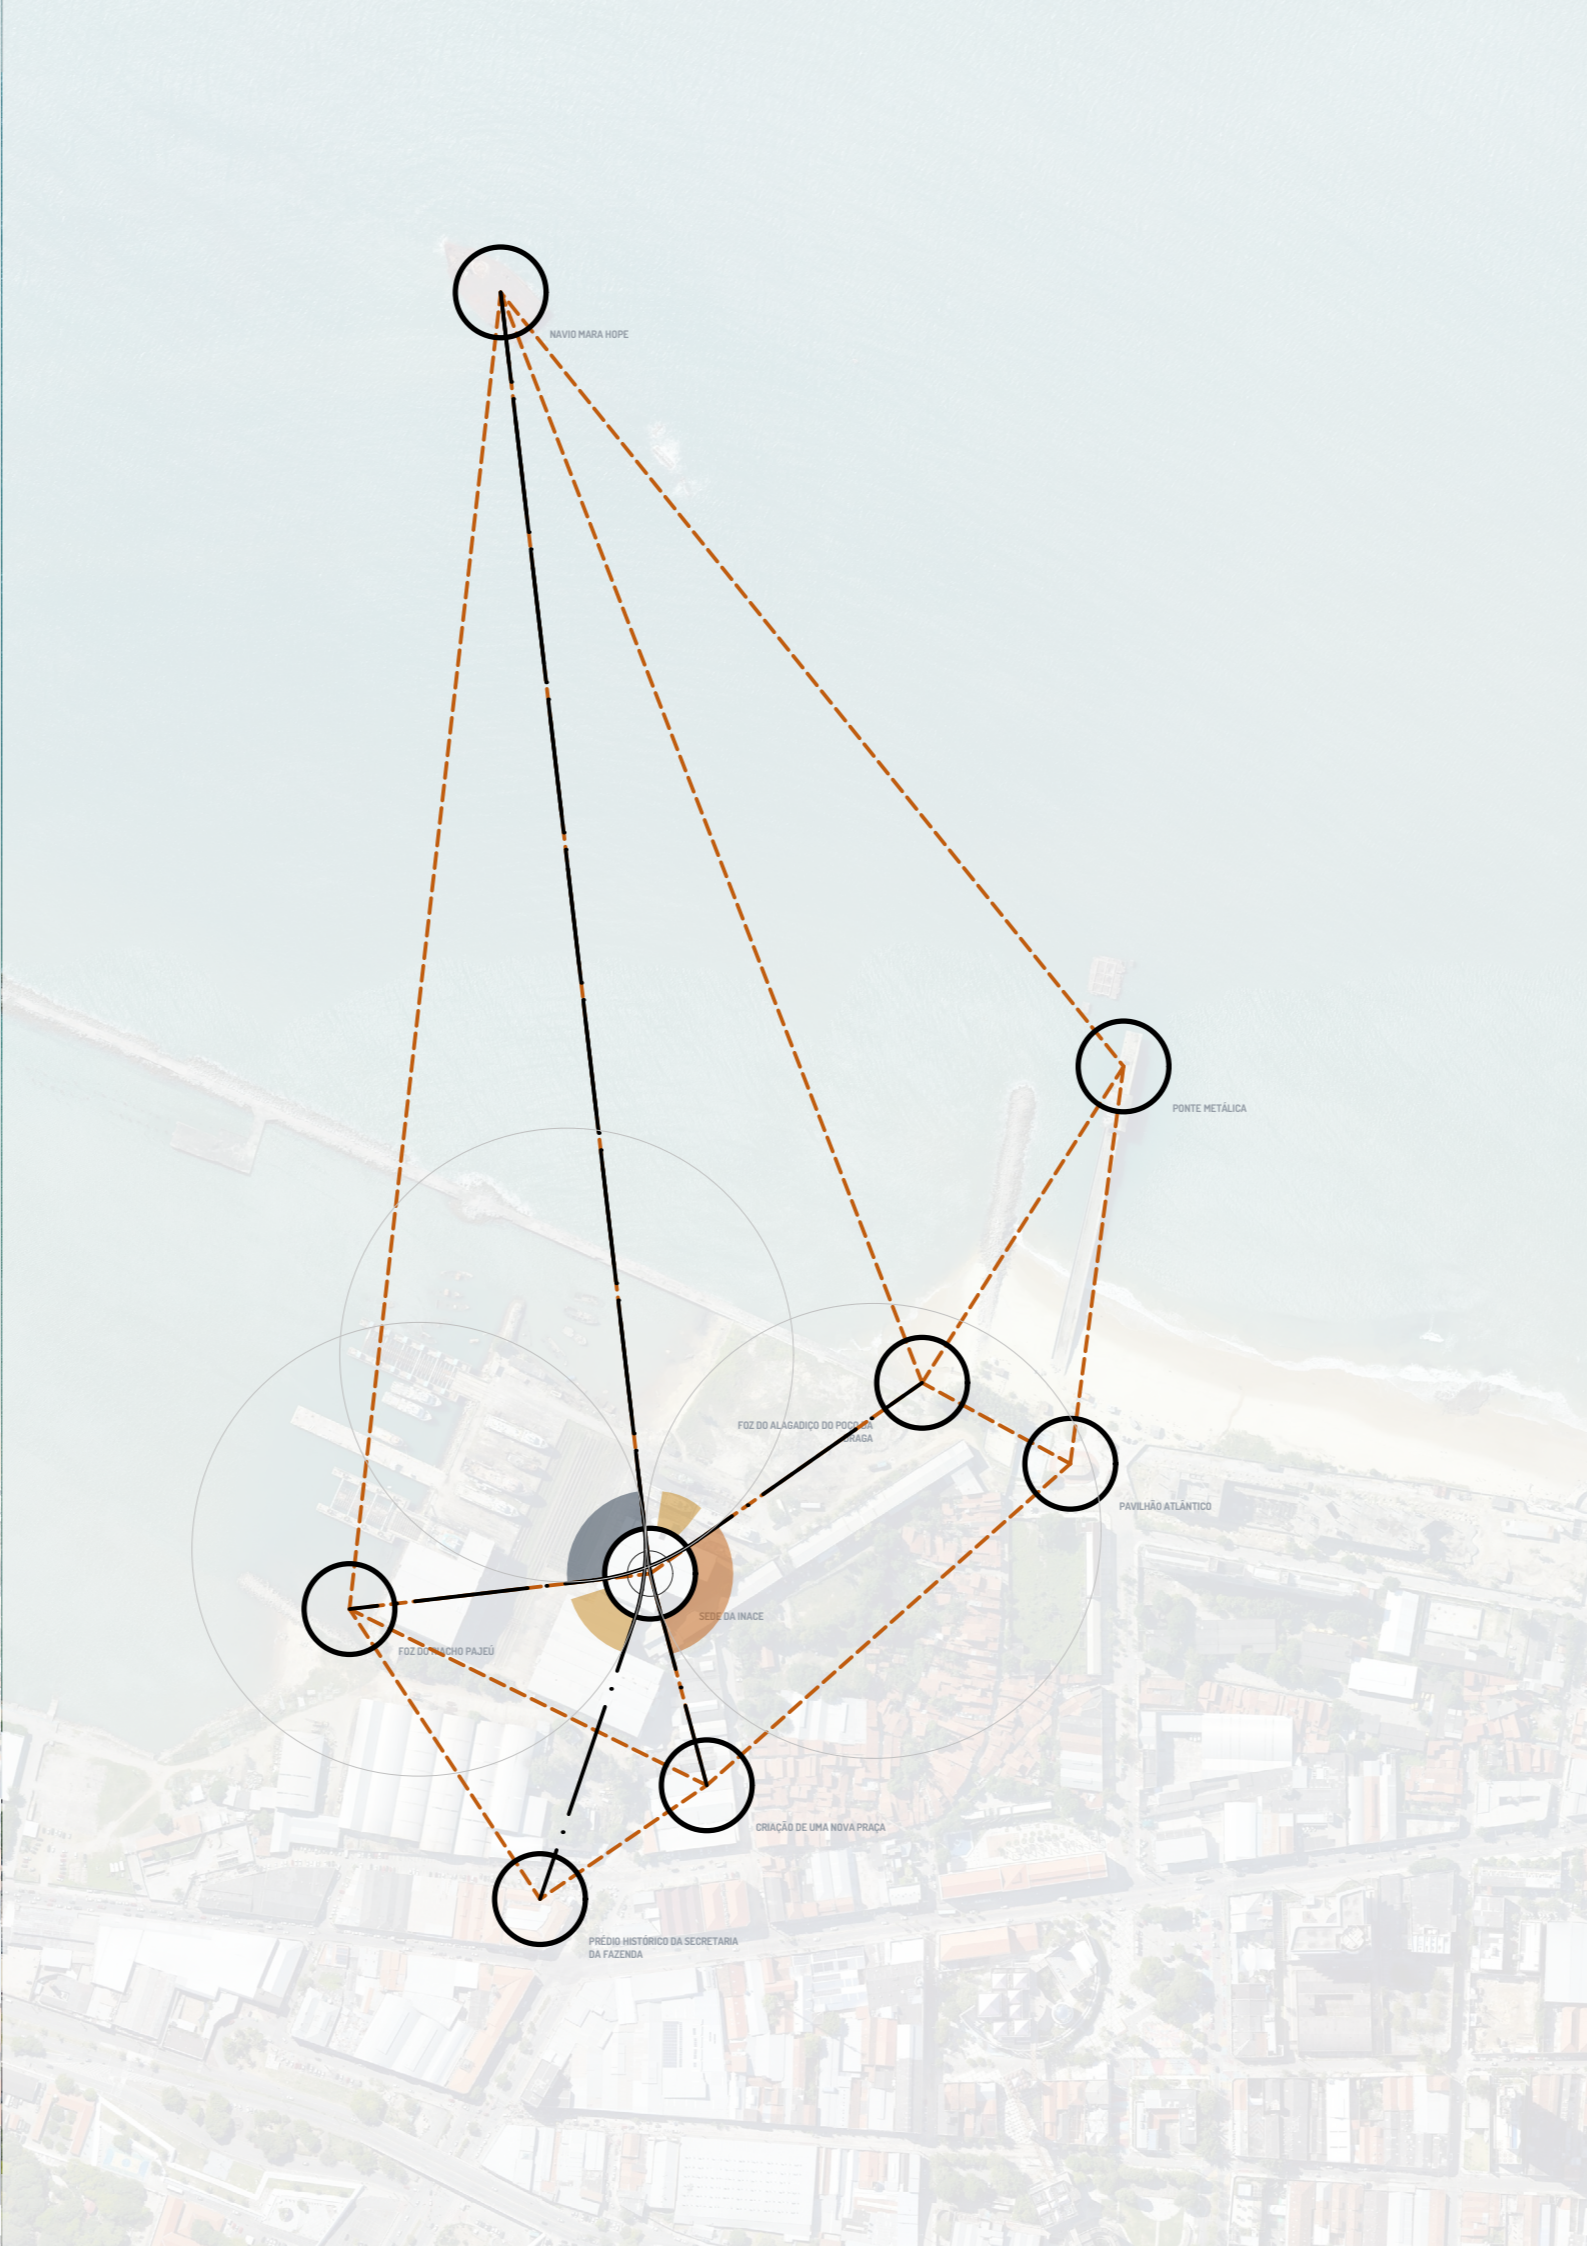 NAVIO MARA HOPE
PONTE METÁLICA
FOZ DO ALAGADIÇO DO POÇO DA
DRAGA
PAVILHÃO ATLÂNTICO
SEDE DA INACE
FOZ DO RIACHO PAJEÚ
CRIAÇÃO DE UMA NOVA PRAÇA
PRÉDIO HISTÓRICO DA SECRETARIA
DA FAZENDA